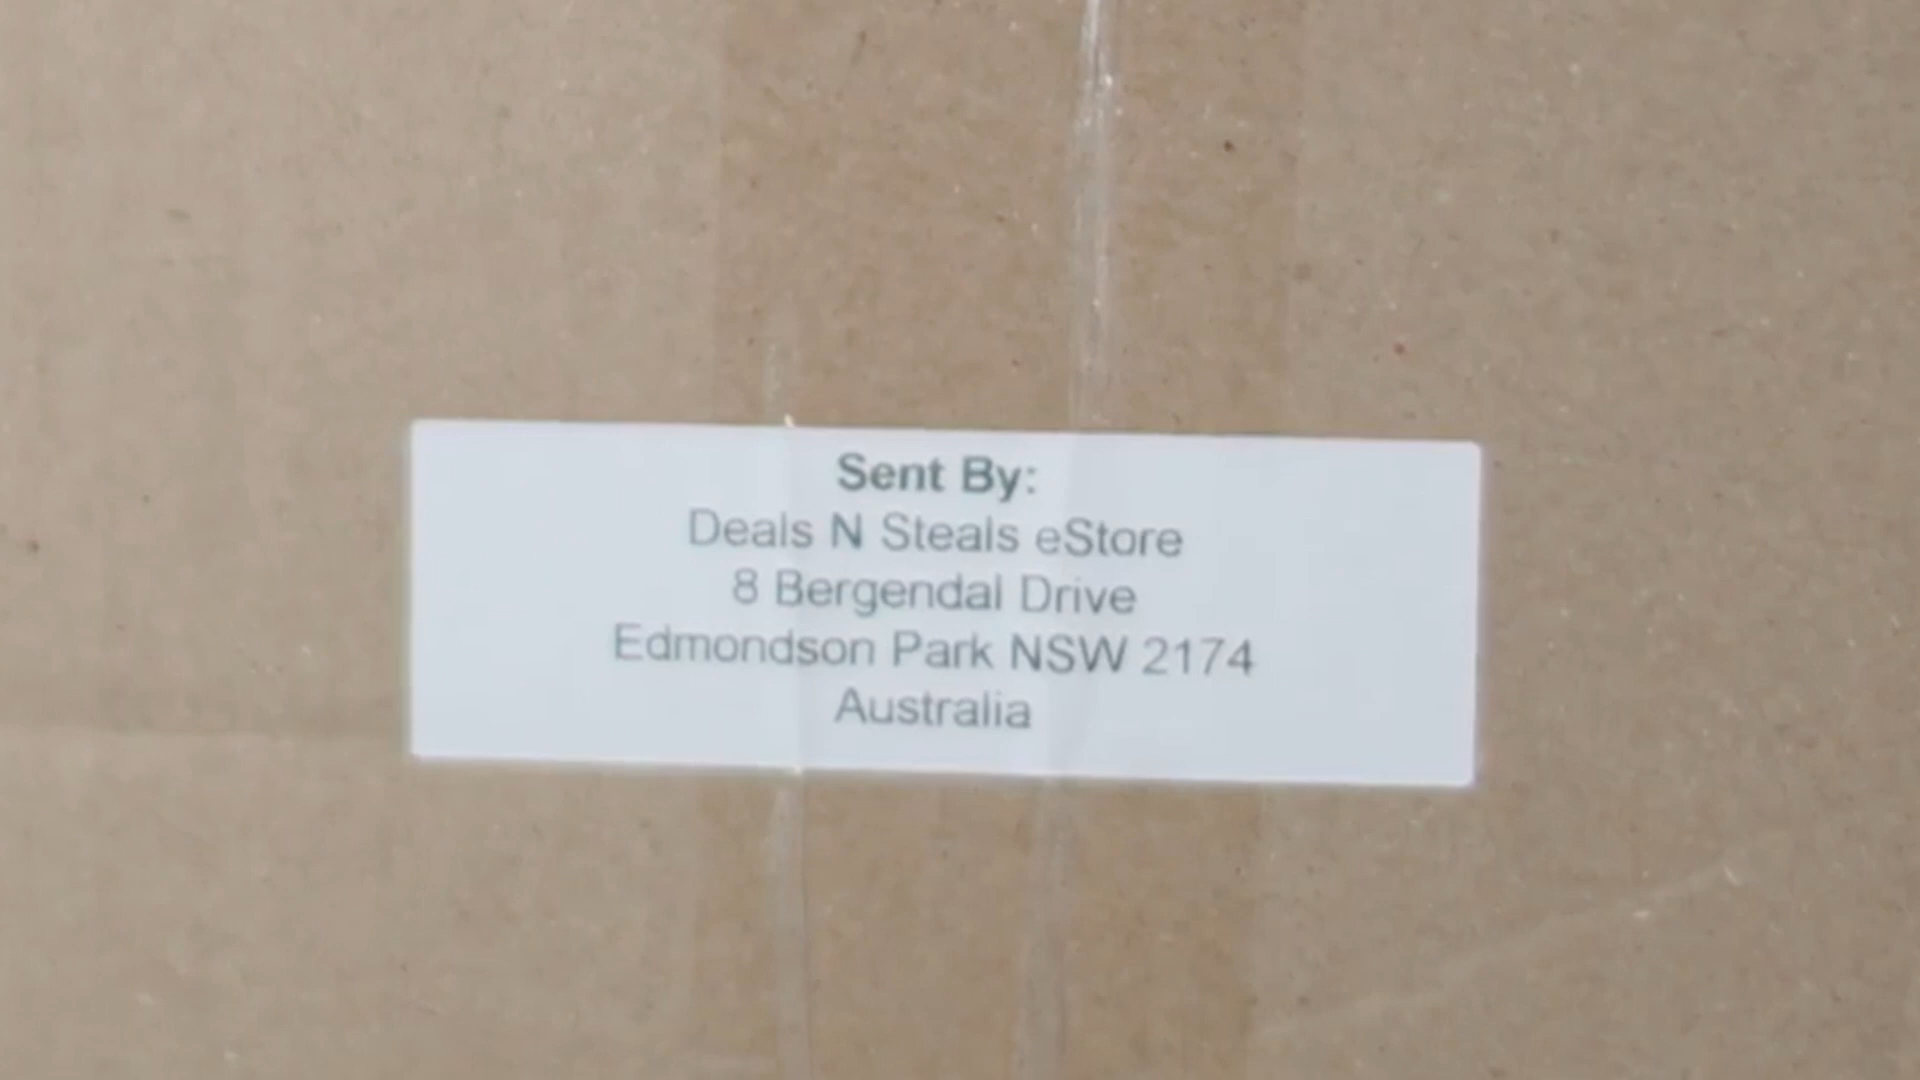 Sent By:
Deals N Steals eStore
8 Bergendal Drive
Edmondson Park NSW 2174
Australia